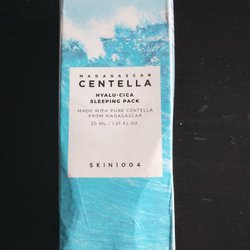 MADAGASCAR
CENTELLA
HYALU-CICA
SLEEPING PACK
MADE WITH PURE CENTELLA
FROM MADAGASCAR
30 ML / 1.01 FL.OZ.
SKIN1004